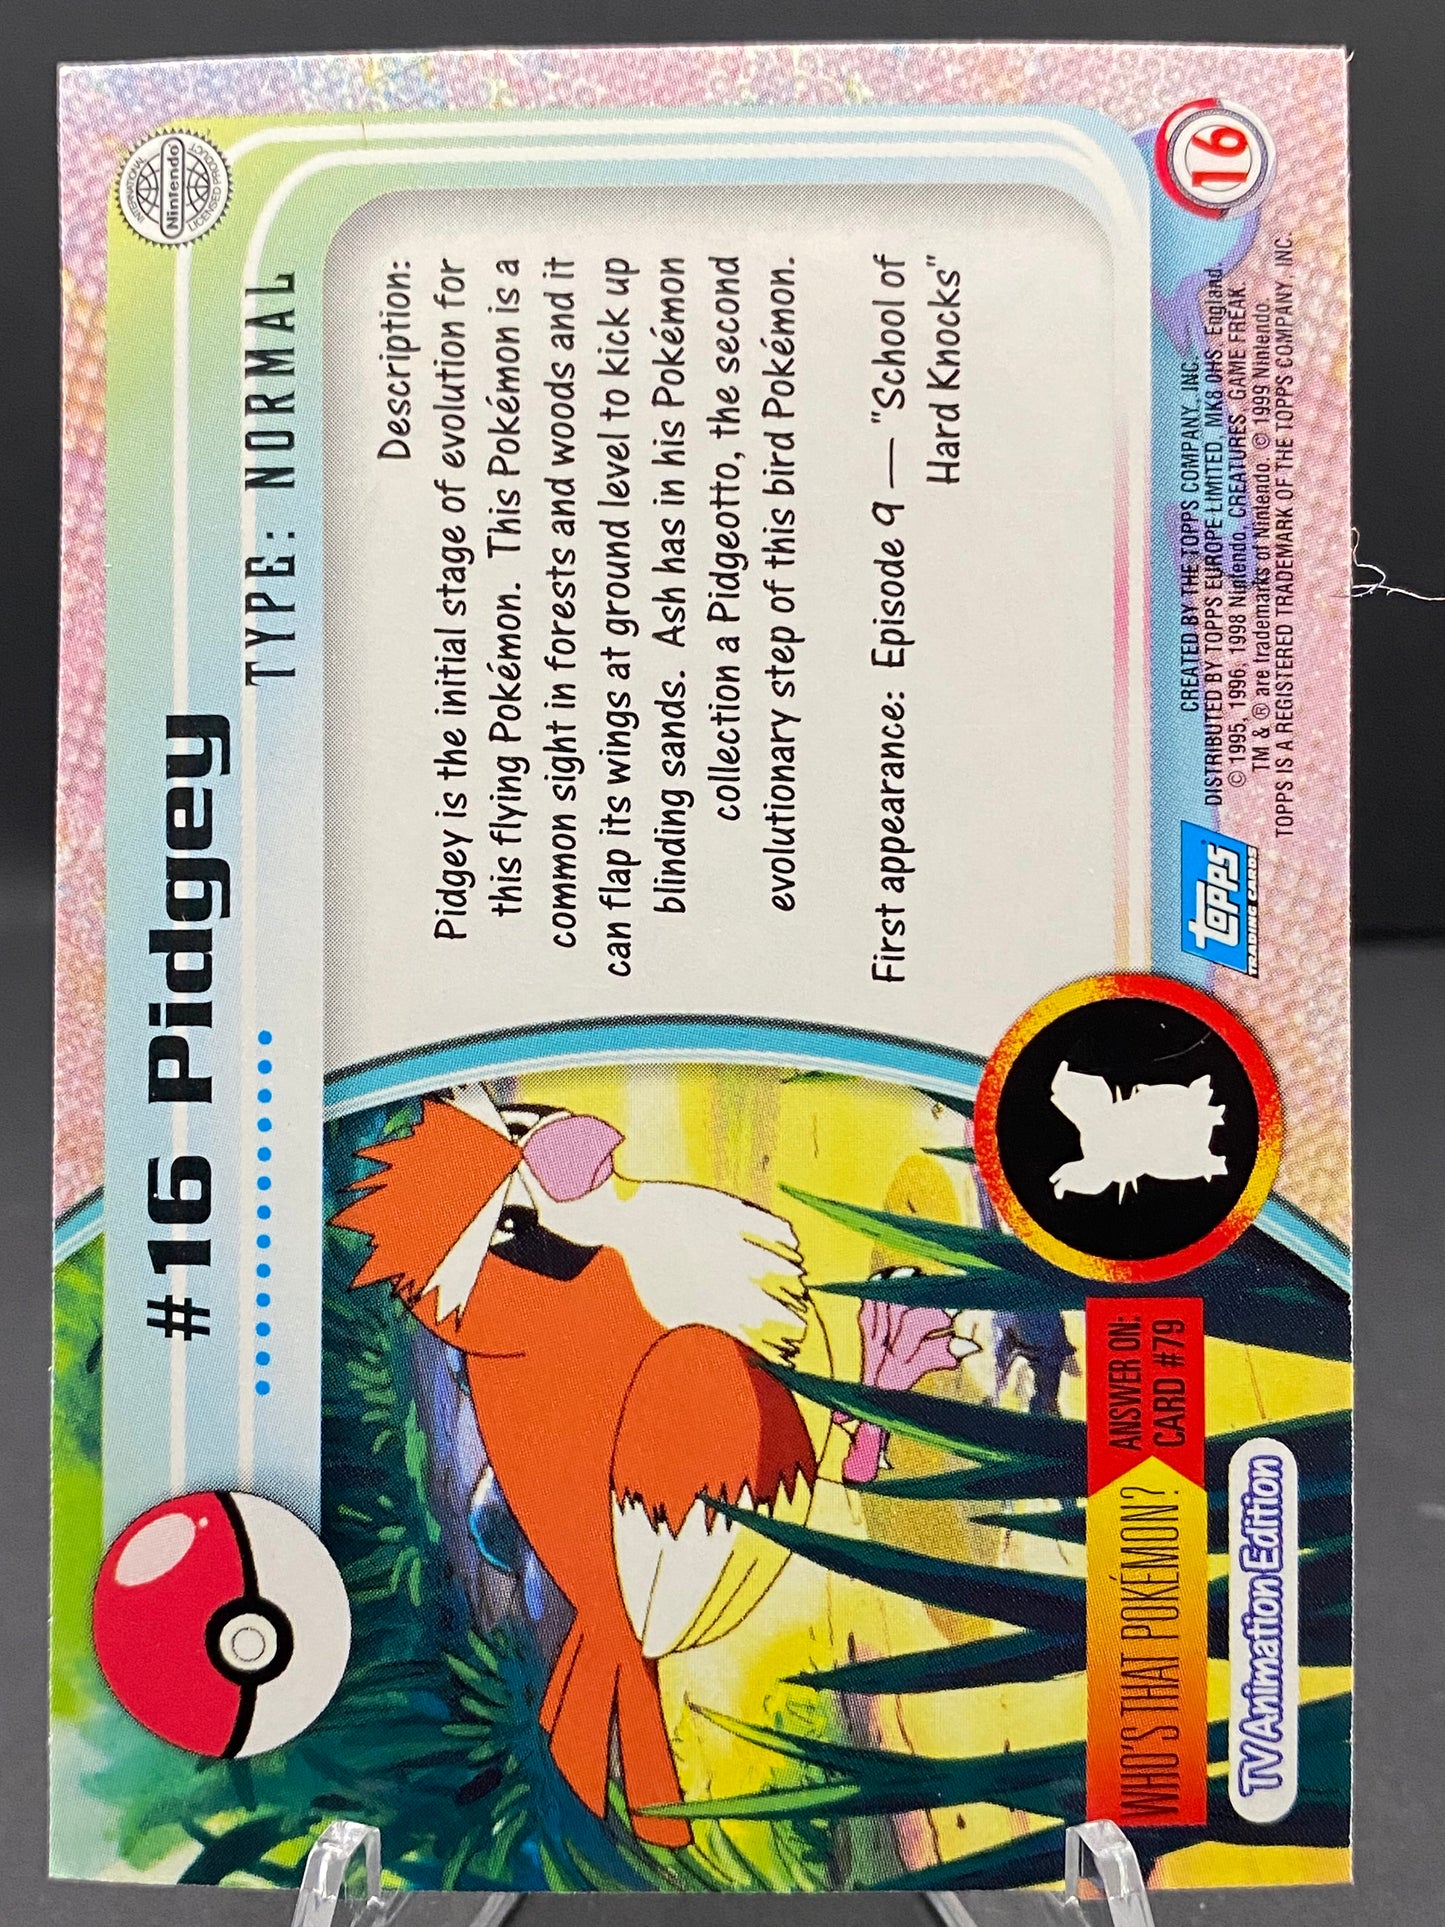 #16 Pidgey
TYPE: NORMAL
INTERNATIONAL
Nintendo
LICENSED PRODUCT
Description:
Pidgey is the initial stage of evolution for
this flying Pokémon. This Pokémon is a
common sight in forests and woods and it
can flap its wings at ground level to kick up
blinding sands. Ash has in his Pokémon
collection a Pidgeotto, the second
evolutionary step of this bird Pokémon.
First appearance: Episode 9 — "School of
Hard Knocks"
WHO'S THAT POKÉMON?
ANSWER ON:
CARD #79
TV Animation Edition
Topps
TRADING CARDS
CREATED BY THE TOPPS COMPANY, INC.
DISTRIBUTED BY TOPPS EUROPE LIMITED, MK8 0HS England.
© 1995, 1996, 1998 Nintendo, CREATURES, GAME FREAK
TM & ® are trademarks of Nintendo. © 1999 Nintendo.
TOPPS IS A REGISTERED TRADEMARK OF THE TOPPS COMPANY, INC.
16